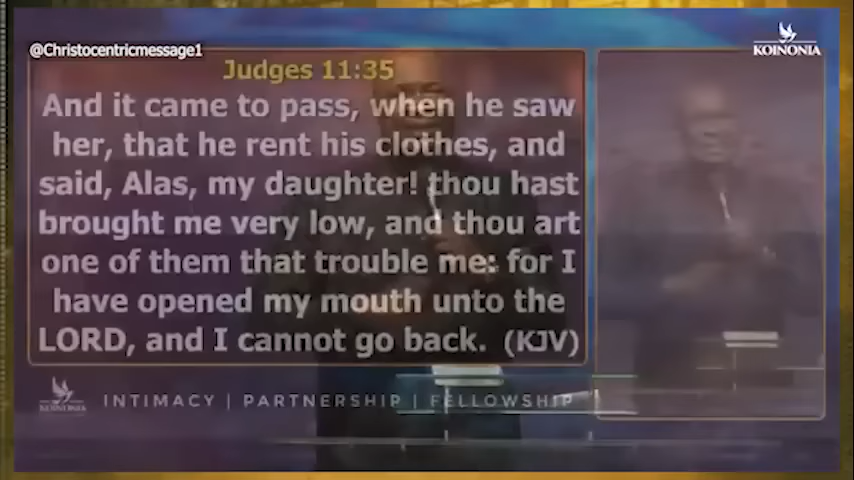 @Christocentricmessage1
KOINONIA
Judges 11:35
And it came to pass, when he saw
her, that he rent his clothes, and
said, Alas, my daughter! thou hast
brought me very low, and thou art
one of them that trouble me: for I
have opened my mouth unto the
LORD, and I cannot go back. (KJV)
KOINONIA
INTIMACY | PARTNERSHIP | FELLOWSHIP